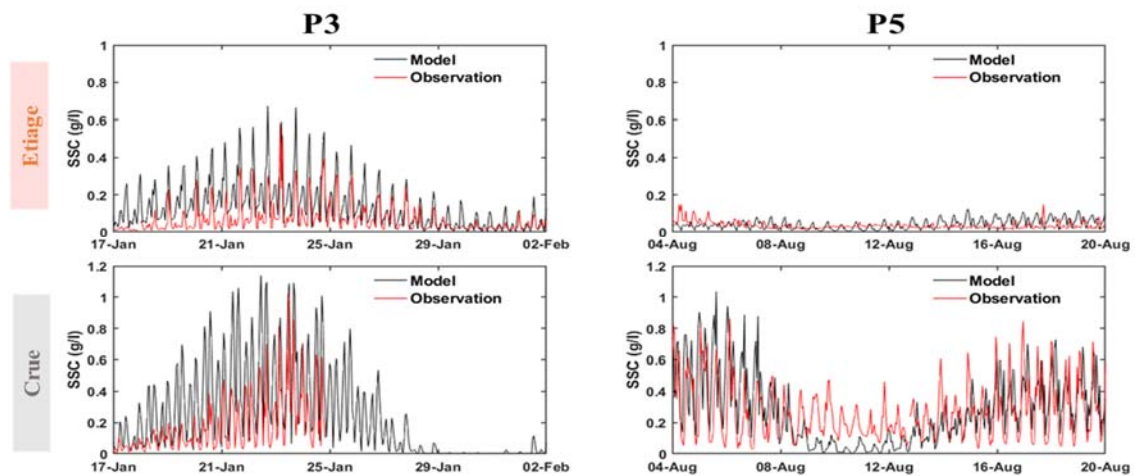 P3
P5
Etiage
Crue
1
0.8
0.6
0.4
0.2
0
SSC (g/l)
Model
Observation
17-Jan
21-Jan
25-Jan
29-Jan
02-Feb
1
0.8
0.6
0.4
0.2
0
SSC (g/l)
Model
Observation
04-Aug
08-Aug
12-Aug
16-Aug
20-Aug
1.2
1
0.8
0.6
0.4
0.2
0
SSC (g/l)
Model
Observation
17-Jan
21-Jan
25-Jan
29-Jan
02-Feb
1.2
1
0.8
0.6
0.4
0.2
0
SSC (g/l)
Model
Observation
04-Aug
08-Aug
12-Aug
16-Aug
20-Aug